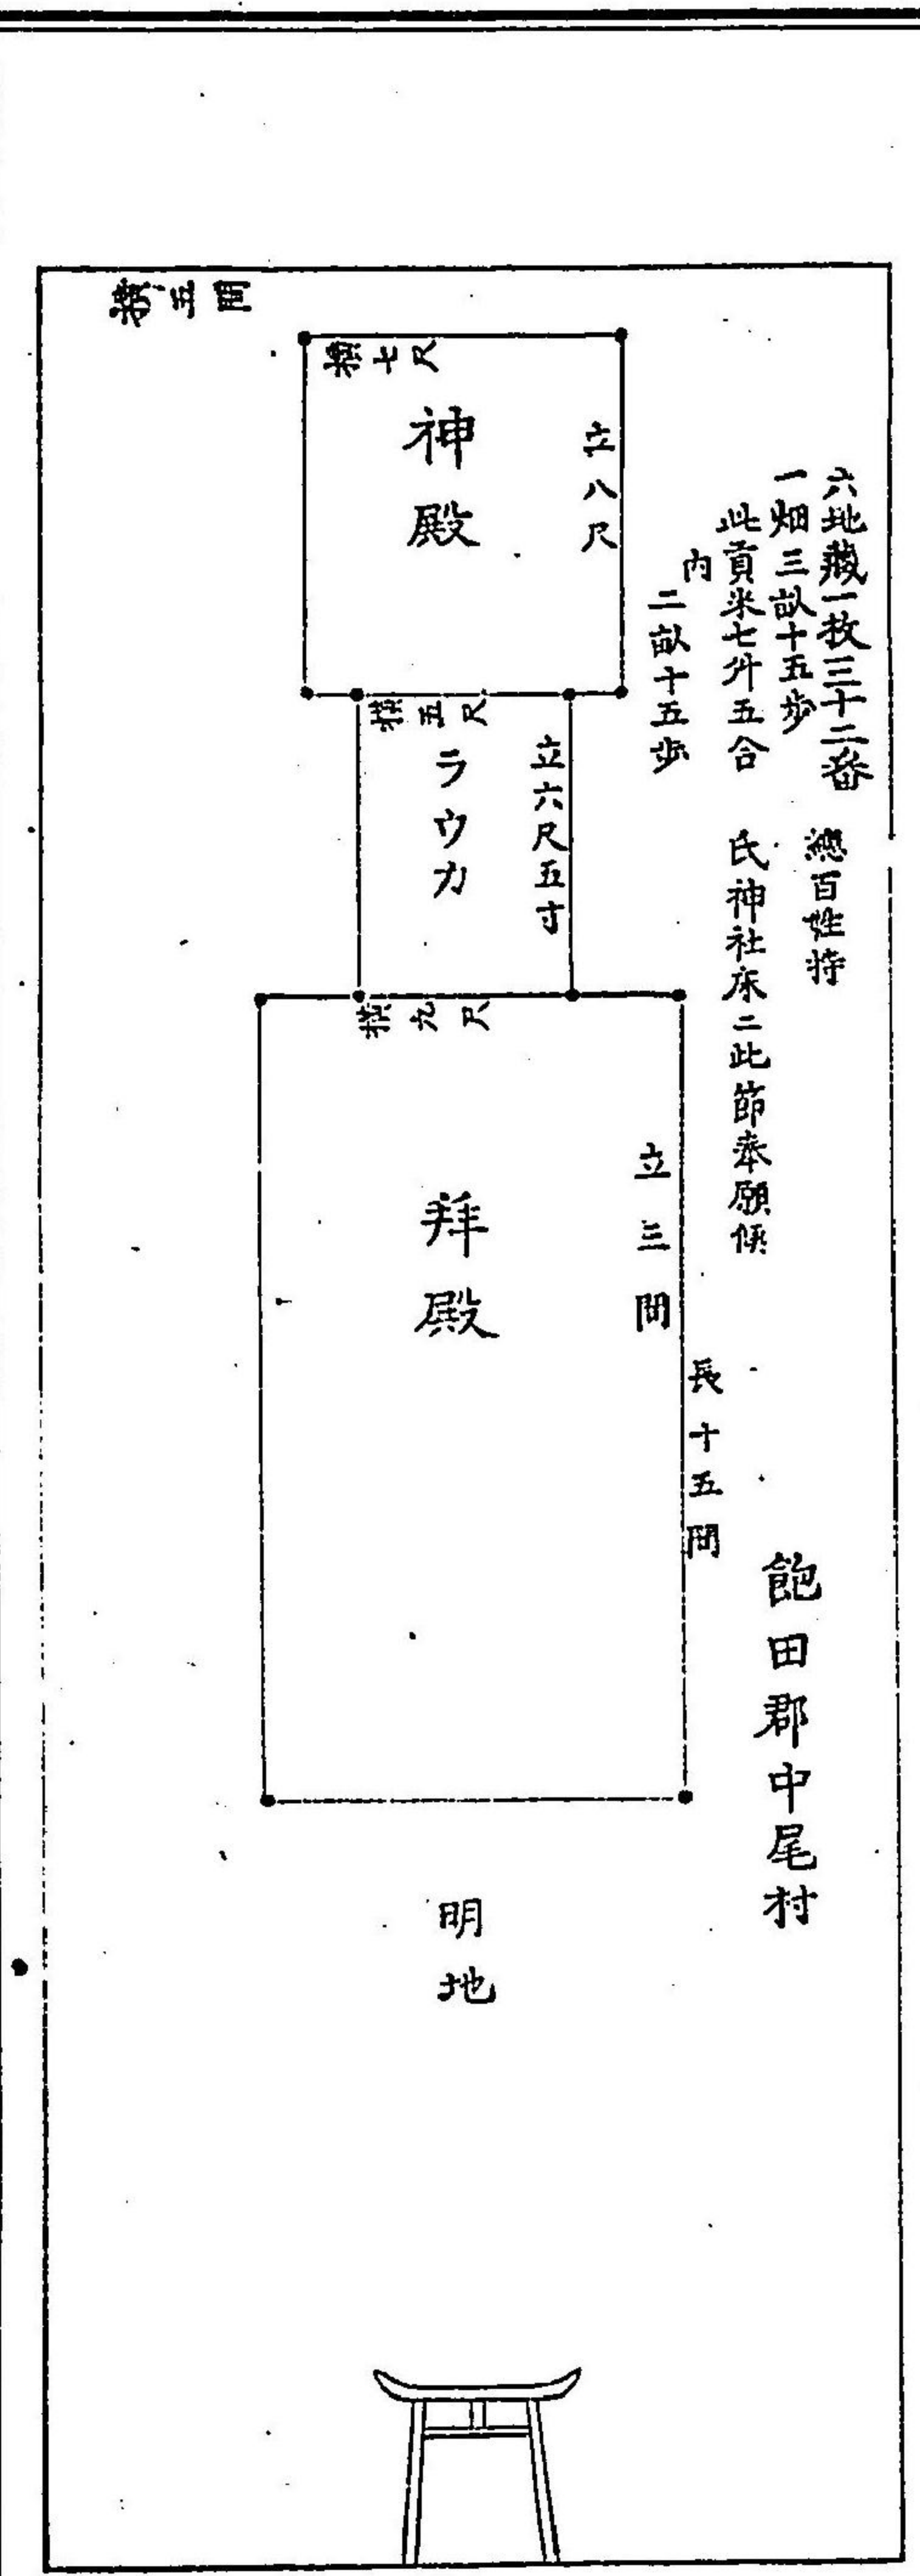 六地藏一枚三十二番
總百姓持
一畑三畝十五歩
此貢米七升五合
内
二畝十五歩
氏神社床ニ此節奉願候
飽田郡中尾村
長十五間
横五間
横七尺
立八尺
神殿
横五尺
立六尺五寸
ラウカ
横九尺
立三間
拜殿
明地